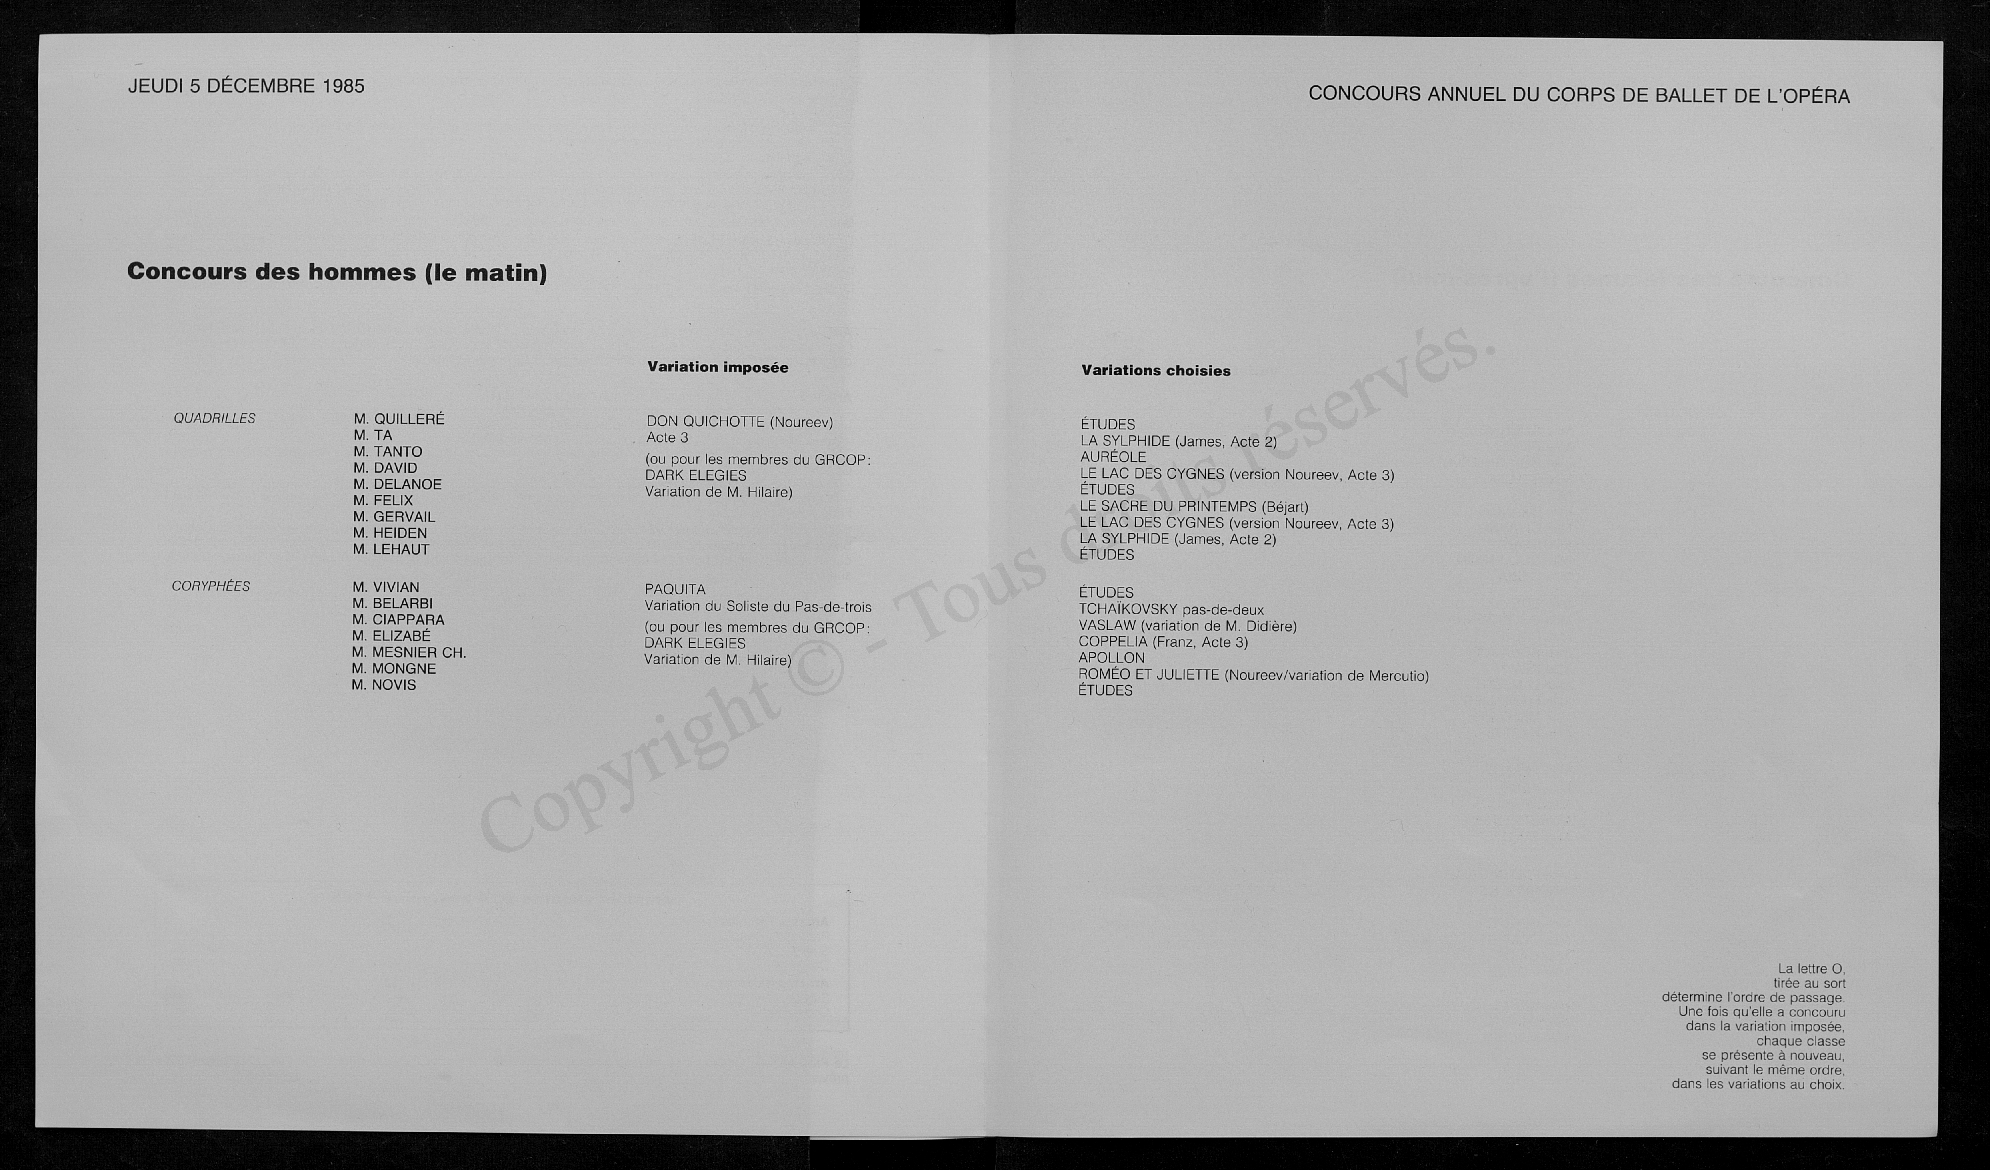 JEUDI 5 DÉCEMBRE 1985
CONCOURS ANNUEL DU CORPS DE BALLET DE L'OPÉRA
Concours des hommes (le matin)
Variation imposée
Variations choisies
QUADRILLES
M. QUILLERÉ
M. TA
M. TANTO
M. DAVID
M. DELANOE
M. FELIX
M. GERVAIL
M. HEIDEN
M. LEHAUT
DON QUICHOTTE (Noureev)
Acte 3
(ou pour les membres du GRCOP:
DARK ELEGIES
Variation de M. Hilaire)
ÉTUDES
LA SYLPHIDE (James, Acte 2)
AURÉOLE
LE LAC DES CYGNES (version Noureev, Acte 3)
ÉTUDES
LE SACRE DU PRINTEMPS (Béjart)
LE LAC DES CYGNES (version Noureev, Acte 3)
LA SYLPHIDE (James, Acte 2)
ÉTUDES
CORYPHÉES
M. VIVIAN
M. BELARBI
M. CIAPPARA
M. ELIZABÉ
M. MESNIER CH.
M. MONGNE
M. NOVIS
PAQUITA
Variation du Soliste du Pas-de-trois
(ou pour les membres du GRCOP:
DARK ELEGIES
Variation de M. Hilaire)
ÉTUDES
TCHAÏKOVSKY pas-de-deux
VASLAW (variation de M. Didière)
COPPELIA (Franz, Acte 3)
APOLLON
ROMÉO ET JULIETTE (Noureev/variation de Mercutio)
ÉTUDES
La lettre O,
tirée au sort
détermine l'ordre de passage.
Une fois qu'elle a concouru
dans la variation imposée,
chaque classe
se présente à nouveau,
suivant le même ordre,
dans les variations au choix.
Copyright © - Tous droits réservés.